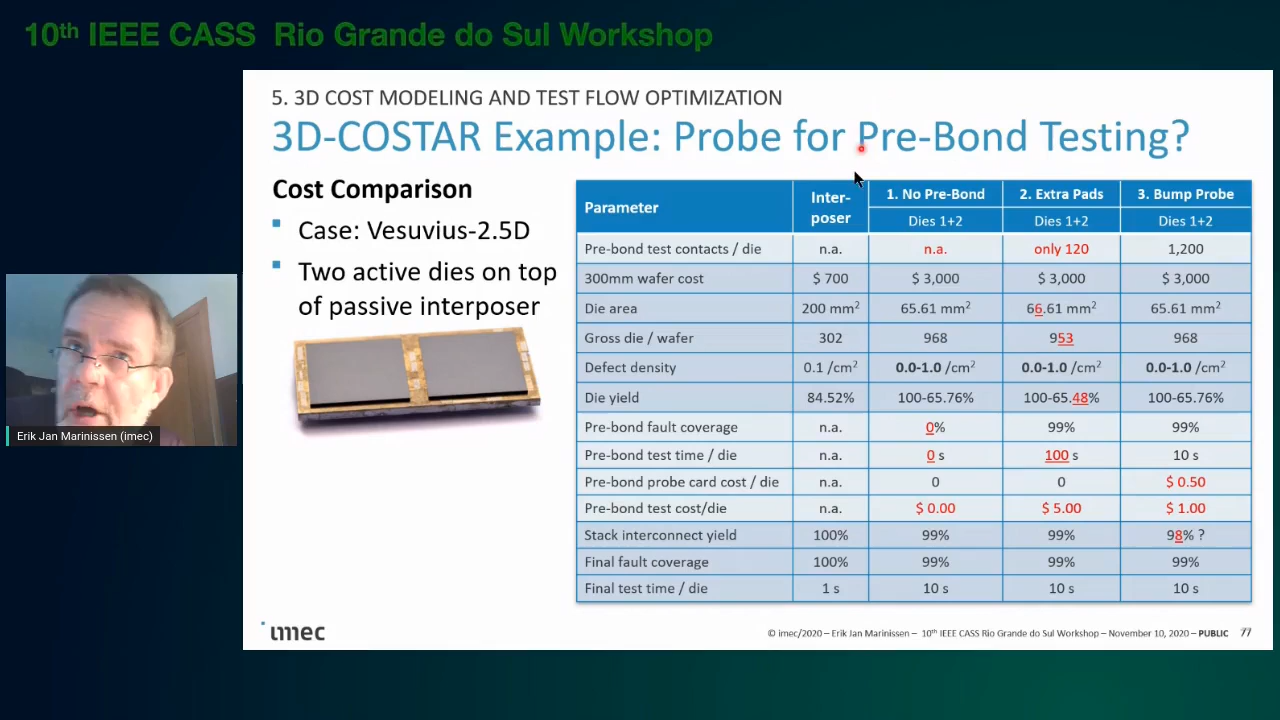 10th IEEE CASS Rio Grande do Sul Workshop
5. 3D COST MODELING AND TEST FLOW OPTIMIZATION
3D-COSTAR Example: Probe for Pre-Bond Testing?
Cost Comparison
Case: Vesuvius-2.5D
Two active dies on top
of passive interposer
Parameter Inter-poser 1. No Pre-Bond 2. Extra Pads 3. Bump Probe
Dies 1+2 Dies 1+2 Dies 1+2
Pre-bond test contacts / die n.a. n.a. only 120 1,200
300mm wafer cost $ 700 $ 3,000 $ 3,000 $ 3,000
Die area 200 mm² 65.61 mm² 66.61 mm² 65.61 mm²
Gross die / wafer 302 968 953 968
Defect density 0.1 /cm² 0.0-1.0 /cm² 0.0-1.0 /cm² 0.0-1.0 /cm²
Die yield 84.52% 100-65.76% 100-65.48% 100-65.76%
Pre-bond fault coverage n.a. 0% 99% 99%
Pre-bond test time / die n.a. 0 s 100 s 10 s
Pre-bond probe card cost / die n.a. 0 0 $ 0.50
Pre-bond test cost/die n.a. $ 0.00 $ 5.00 $ 1.00
Stack interconnect yield 100% 99% 99% 98% ?
Final fault coverage 100% 99% 99% 99%
Final test time / die 1 s 10 s 10 s 10 s
Erik Jan Marinissen (imec)
imec
© imec/2020 – Erik Jan Marinissen – 10th IEEE CASS Rio Grande do Sul Workshop – November 10, 2020 – PUBLIC 77